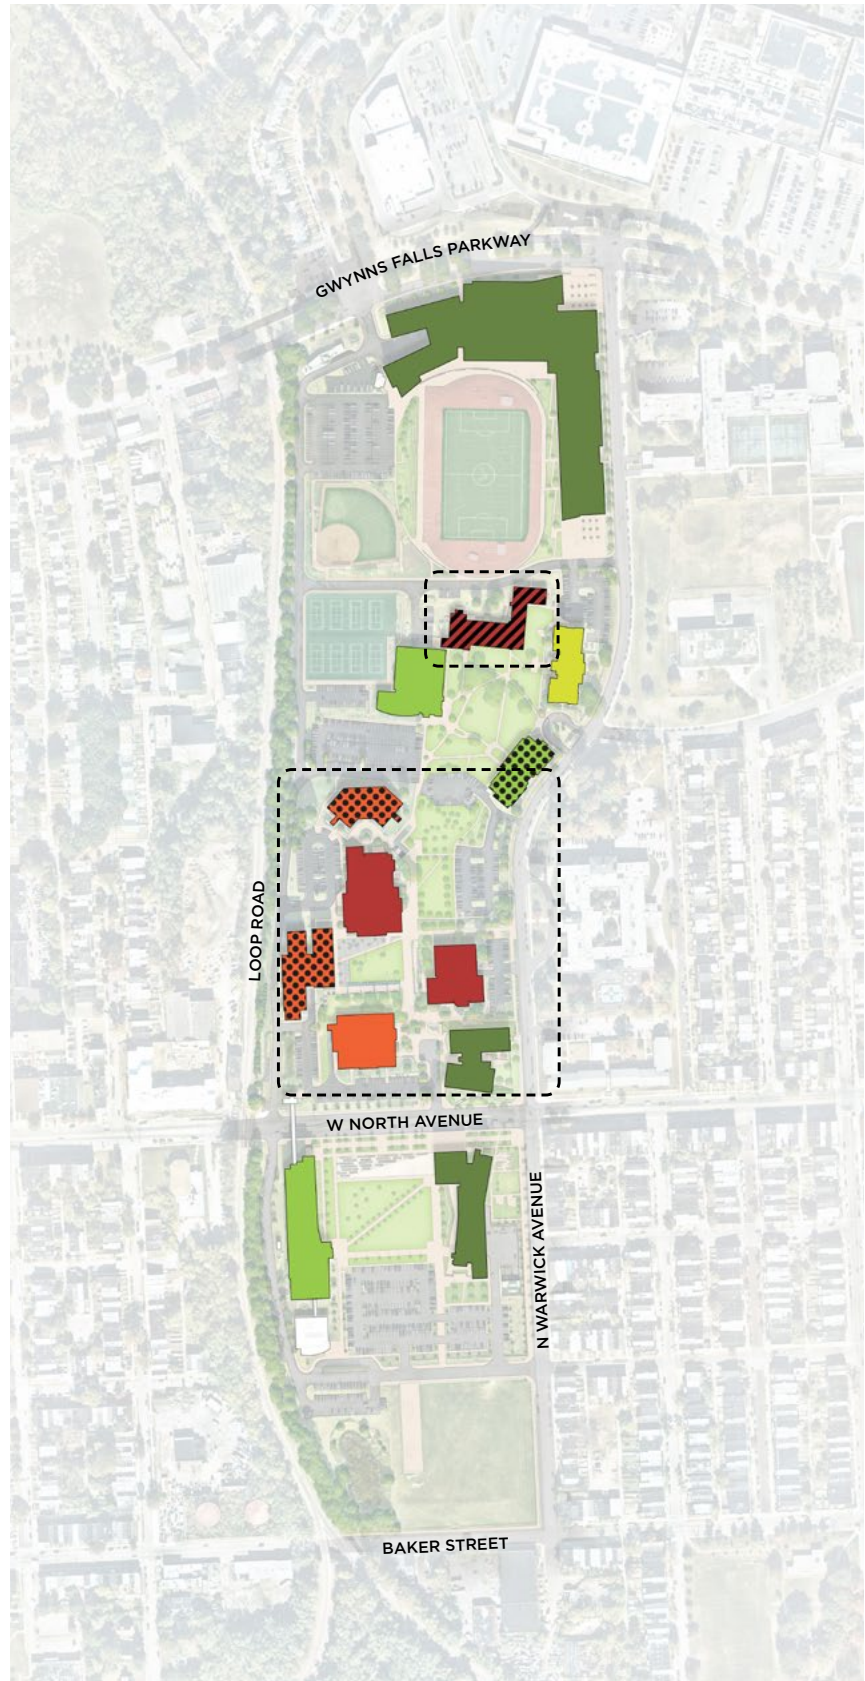 GWYNNS FALLS PARKWAY
LOOP ROAD
W NORTH AVENUE
N WARWICK AVENUE
BAKER STREET